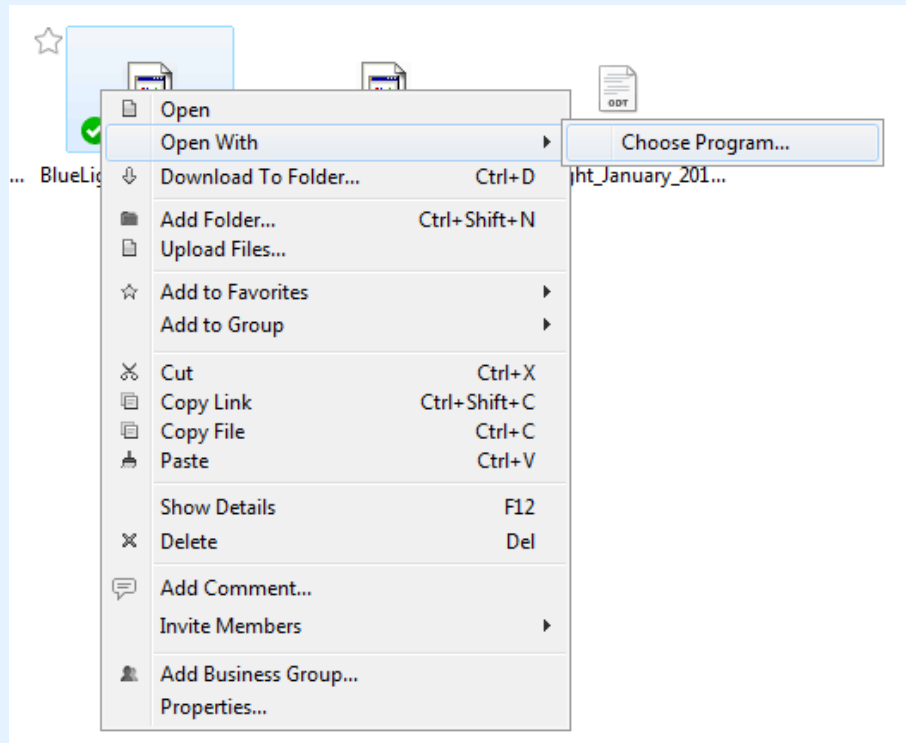 ODT
Open
Open With
Choose Program...
... BlueLig
Download To Folder... Ctrl+D
ht_January_201...
Add Folder... Ctrl+Shift+N
Upload Files...
Add to Favorites
Add to Group
Cut Ctrl+X
Copy Link Ctrl+Shift+C
Copy File Ctrl+C
Paste Ctrl+V
Show Details F12
Delete Del
Add Comment...
Invite Members
Add Business Group...
Properties...